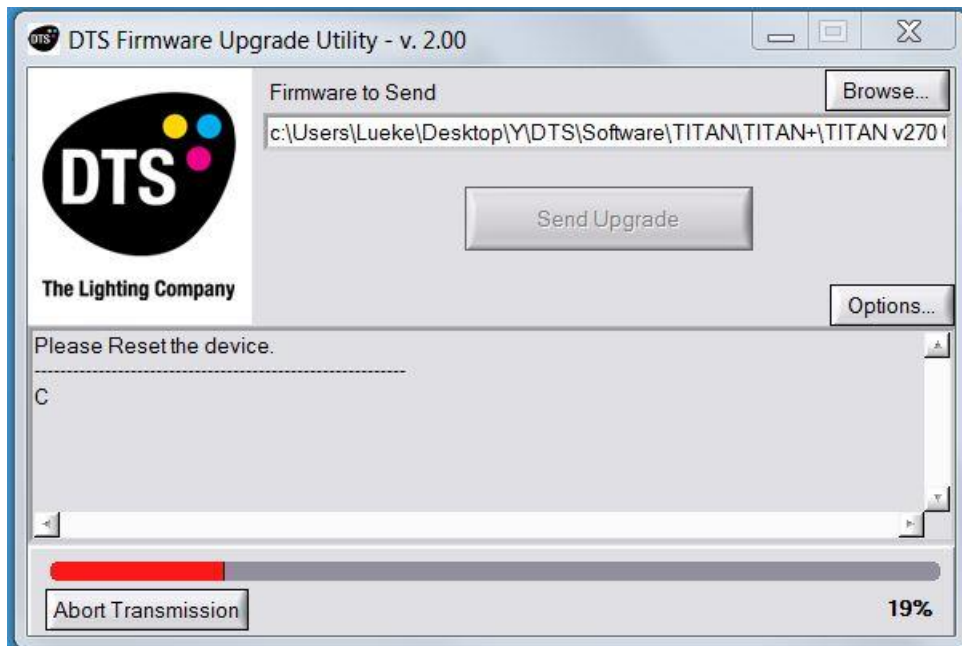 DTS DTS Firmware Upgrade Utility - v. 2.00
Firmware to Send
Browse...
c:\Users\Lueke\Desktop\Y\DTS\Software\TITAN\TITAN+\TITAN v270
DTS
The Lighting Company
Send Upgrade
Options...
Please Reset the device.
----------------------------------------------------------
C
Abort Transmission
19%